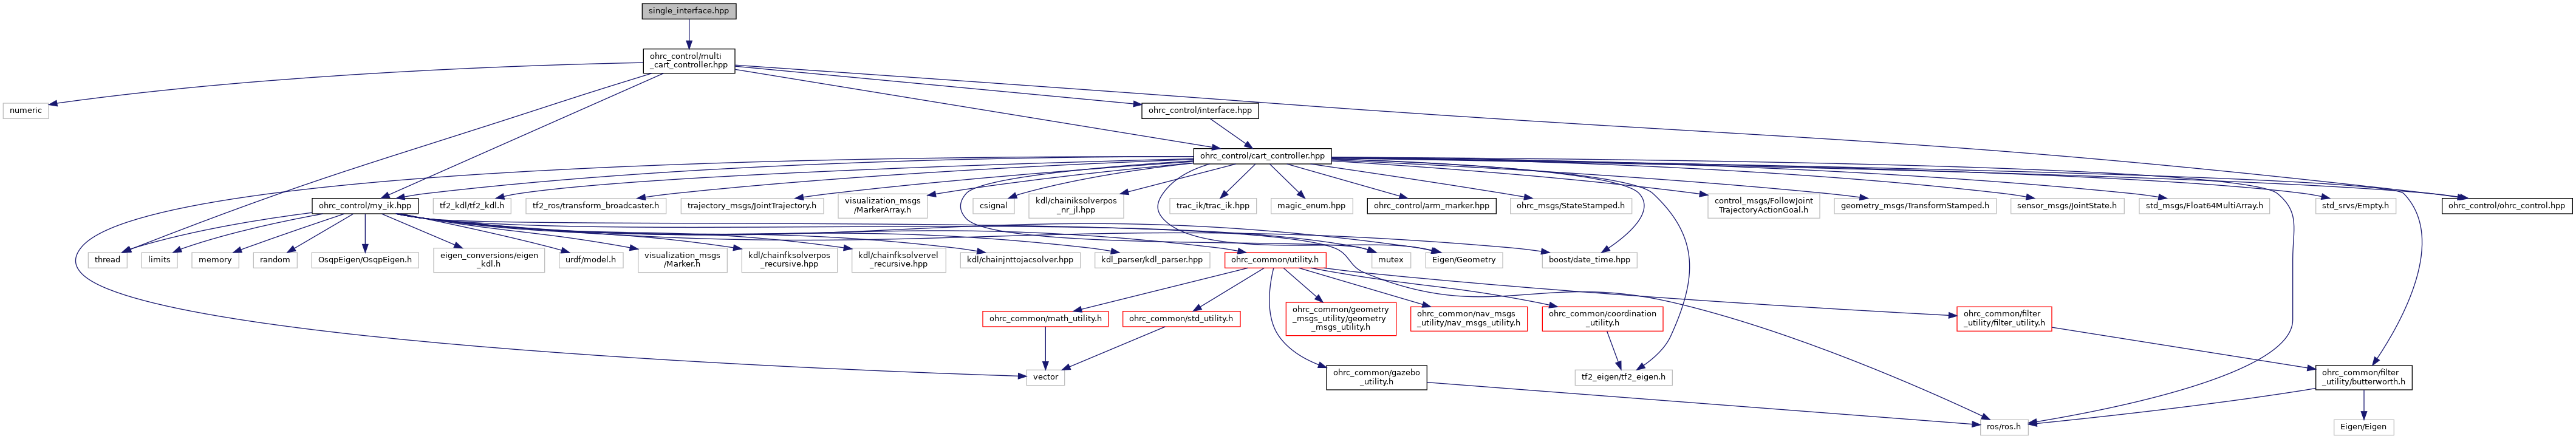 single_interface.hpp
ohrc_control/multi
_cart_controller.hpp
numeric
ohrc_control/interface.hpp
ohrc_control/cart_controller.hpp
ohrc_control/my_ik.hpp
tf2_kdl/tf2_kdl.h
tf2_ros/transform_broadcaster.h
trajectory_msgs/JointTrajectory.h
visualization_msgs
/MarkerArray.h
csignal
kdl/chainiksolverpos
_nr_jl.hpp
trac_ik/trac_ik.hpp
magic_enum.hpp
ohrc_control/arm_marker.hpp
ohrc_msgs/StateStamped.h
control_msgs/FollowJoint
TrajectoryActionGoal.h
geometry_msgs/TransformStamped.h
sensor_msgs/JointState.h
std_msgs/Float64MultiArray.h
std_srvs/Empty.h
ohrc_control/ohrc_control.hpp
thread
limits
memory
random
OsqpEigen/OsqpEigen.h
eigen_conversions/eigen
_kdl.h
urdf/model.h
visualization_msgs
/Marker.h
kdl/chainfksolverpos
_recursive.hpp
kdl/chainfksolvervel
_recursive.hpp
kdl/chainjnttojacsolver.hpp
kdl_parser/kdl_parser.hpp
ohrc_common/utility.h
mutex
Eigen/Geometry
boost/date_time.hpp
ohrc_common/math_utility.h
ohrc_common/std_utility.h
ohrc_common/geometry
_msgs_utility/geometry
_msgs_utility.h
ohrc_common/nav_msgs
_utility/nav_msgs_utility.h
ohrc_common/coordination
_utility.h
ohrc_common/filter
_utility/filter_utility.h
vector
ohrc_common/gazebo
_utility.h
tf2_eigen/tf2_eigen.h
ohrc_common/filter
_utility/butterworth.h
ros/ros.h
Eigen/Eigen